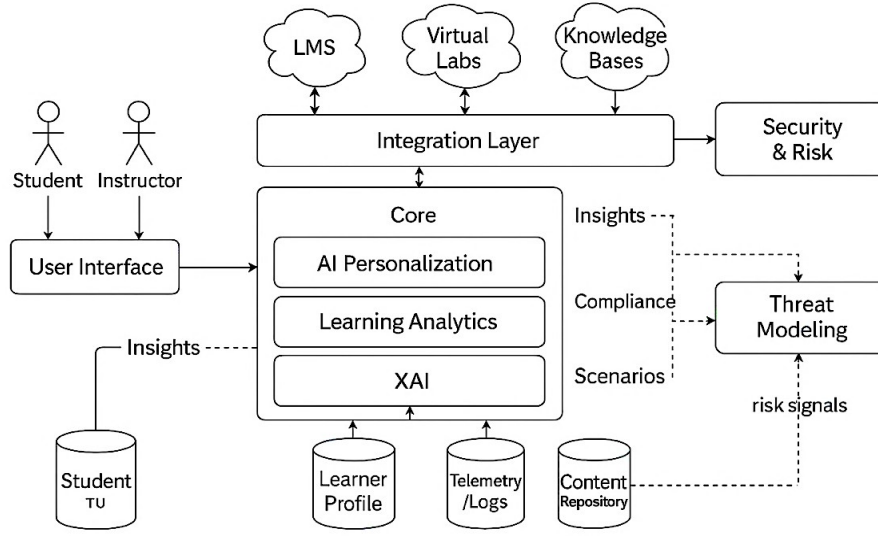 LMS
Virtual
Labs
Knowledge
Bases
Integration Layer
Security
& Risk
Student
Instructor
User Interface
Core
AI Personalization
Learning Analytics
XAI
Insights
Compliance
Scenarios
Threat
Modeling
Insights
risk signals
Student
TU
Learner
Profile
Telemetry
/Logs
Content
Repository